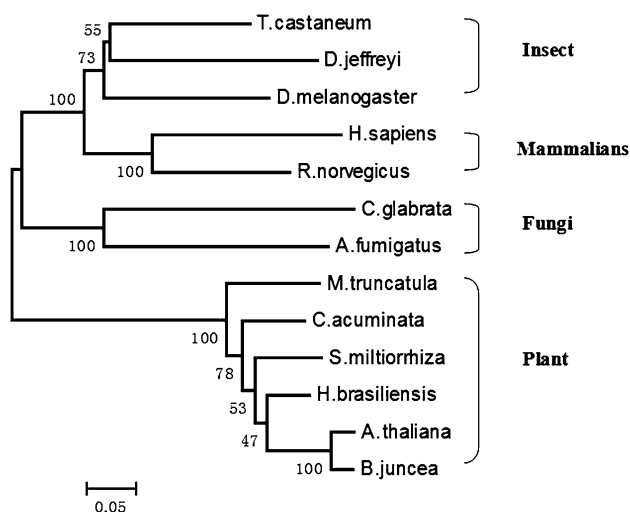 55
T.castaneum
73
D.jeffreyi
Insect
100
D.melanogaster
H.sapiens
Mammalians
100
R.norvegicus
C.glabrata
Fungi
100
A.fumigatus
M.truncatula
100
C.acuminata
78
S.miltiorrhiza
Plant
53
H.brasiliensis
47
A.thaliana
100
B.juncea
0.05